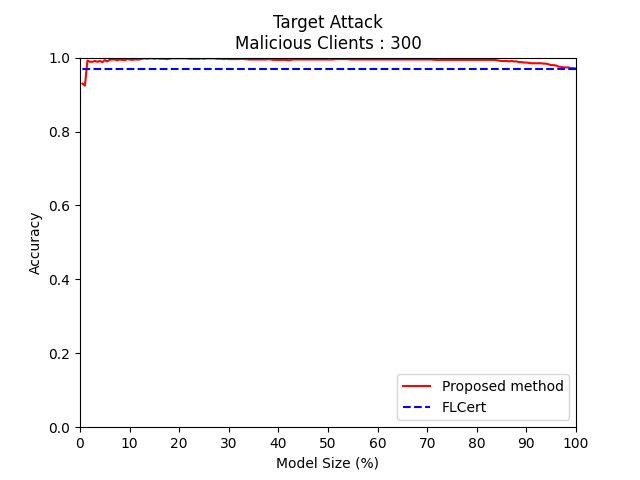 Target Attack
Malicious Clients : 300
1.0
0.8
0.6
0.4
0.2
0.0
Accuracy
0 10 20 30 40 50 60 70 80 90 100
Model Size (%)
Proposed method
FLCert